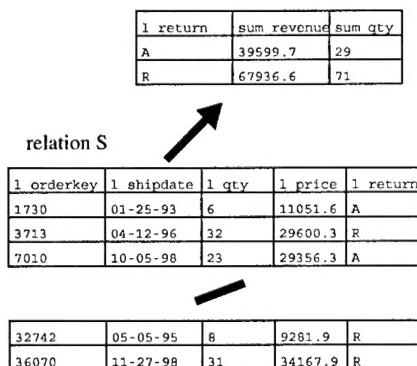 l return sum revenue sum qty
A 39599.7 29
R 67936.6 71
relation S
l orderkey l shipdate l qty l price l return
1730 01-25-93 6 11051.6 A
3713 04-12-96 32 29600.3 R
7010 10-05-98 23 29356.3 A
32742 05-05-95 8 9281.9 R
36070 11-27-98 31 34167.9 R